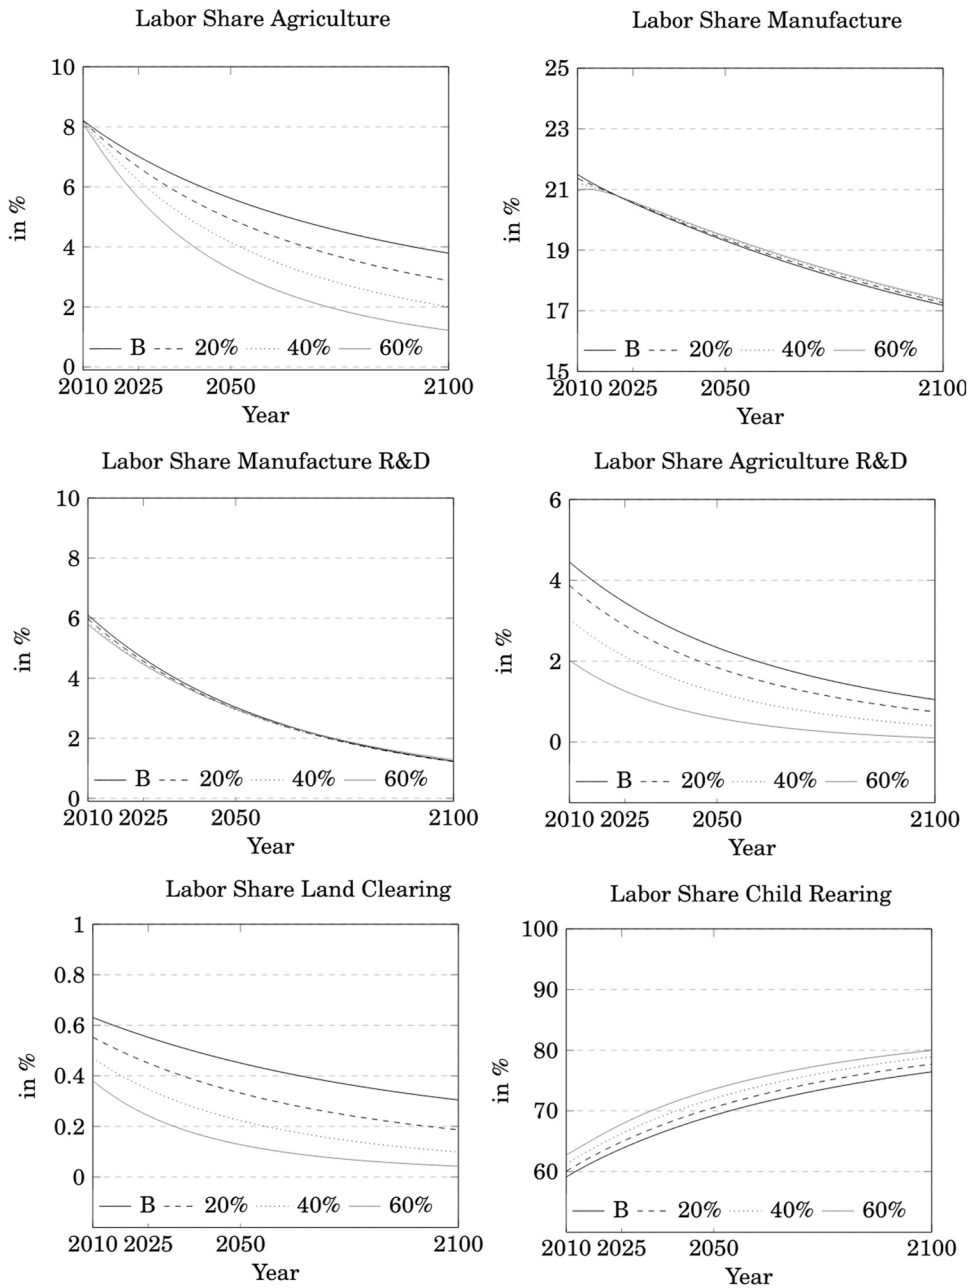 Labor Share Agriculture
10
8
6
4
2
0
in %
B 20% 40% 60%
2010 2025 2050 2100
Year
Labor Share Manufacture
25
23
21
19
17
15
in %
B 20% 40% 60%
2010 2025 2050 2100
Year
Labor Share Manufacture R&D
10
8
6
4
2
0
in %
B 20% 40% 60%
2010 2025 2050 2100
Year
Labor Share Agriculture R&D
6
4
2
0
in %
B 20% 40% 60%
2010 2025 2050 2100
Year
Labor Share Land Clearing
1
0.8
0.6
0.4
0.2
0
in %
B 20% 40% 60%
2010 2025 2050 2100
Year
Labor Share Child Rearing
100
90
80
70
60
in %
B 20% 40% 60%
2010 2025 2050 2100
Year